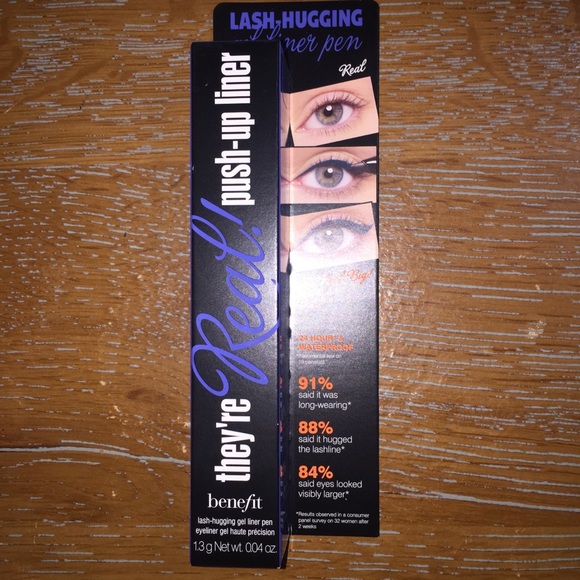 they're Real! push-up liner
benefit
lash-hugging gel liner pen
eyeliner gel haute précision
1.3 g Net wt. 0.04 oz.
LASH-HUGGING
gel liner pen
Real
Big!
24 HOUR* &
WATERPROOF
91%
said it was
long-wearing*
88%
said it hugged
the lashline*
84%
said eyes looked
visibly larger*
*Results observed in a consumer
panel survey on 32 women after
2 weeks